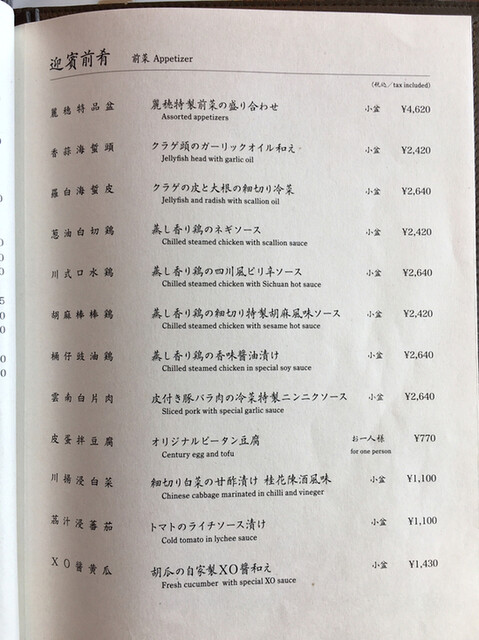 迎賓前肴 前菜 Appetizer
(税込/tax included)
麗穂特品盆 麗穂特製前菜の盛り合わせ 小盆 ¥4,620
Assorted appetizers
香蒜海蜇頭 クラゲ頭のガーリックオイル和え 小盆 ¥2,420
Jellyfish head with garlic oil
羅白海蜇皮 クラゲの皮と大根の細切り冷菜 小盆 ¥2,640
Jellyfish and radish with scallion oil
葱油白切鶏 蒸し香り鶏のネギソース 小盆 ¥2,420
Chilled steamed chicken with scallion sauce
川式口水鶏 蒸し香り鶏の四川風ピリ辛ソース 小盆 ¥2,640
Chilled steamed chicken with Sichuan hot sauce
胡麻棒棒鶏 蒸し香り鶏の細切り特製胡麻風味ソース 小盆 ¥2,420
Chilled steamed chicken with sesame hot sauce
桶仔豉油鶏 蒸し香り鶏の香味醤油漬け 小盆 ¥2,640
Chilled steamed chicken in special soy sauce
雲南白片肉 皮付き豚バラ肉の冷菜特製ニンニクソース 小盆 ¥2,640
Sliced pork with special garlic sauce
皮蛋拌豆腐 オリジナルピータン豆腐 お一人様 ¥770
Century egg and tofu for one person
川揚浸白菜 細切り白菜の甘酢漬け 桂花陳酒風味 小盆 ¥1,100
Chinese cabbage marinated in chilli and vineger
茘汁浸蕃茄 トマトのライチソース漬け 小盆 ¥1,100
Cold tomato in lychee sauce
XO醬黄瓜 胡瓜の自家製XO醬和え 小盆 ¥1,430
Fresh cucumber with special XO sauce